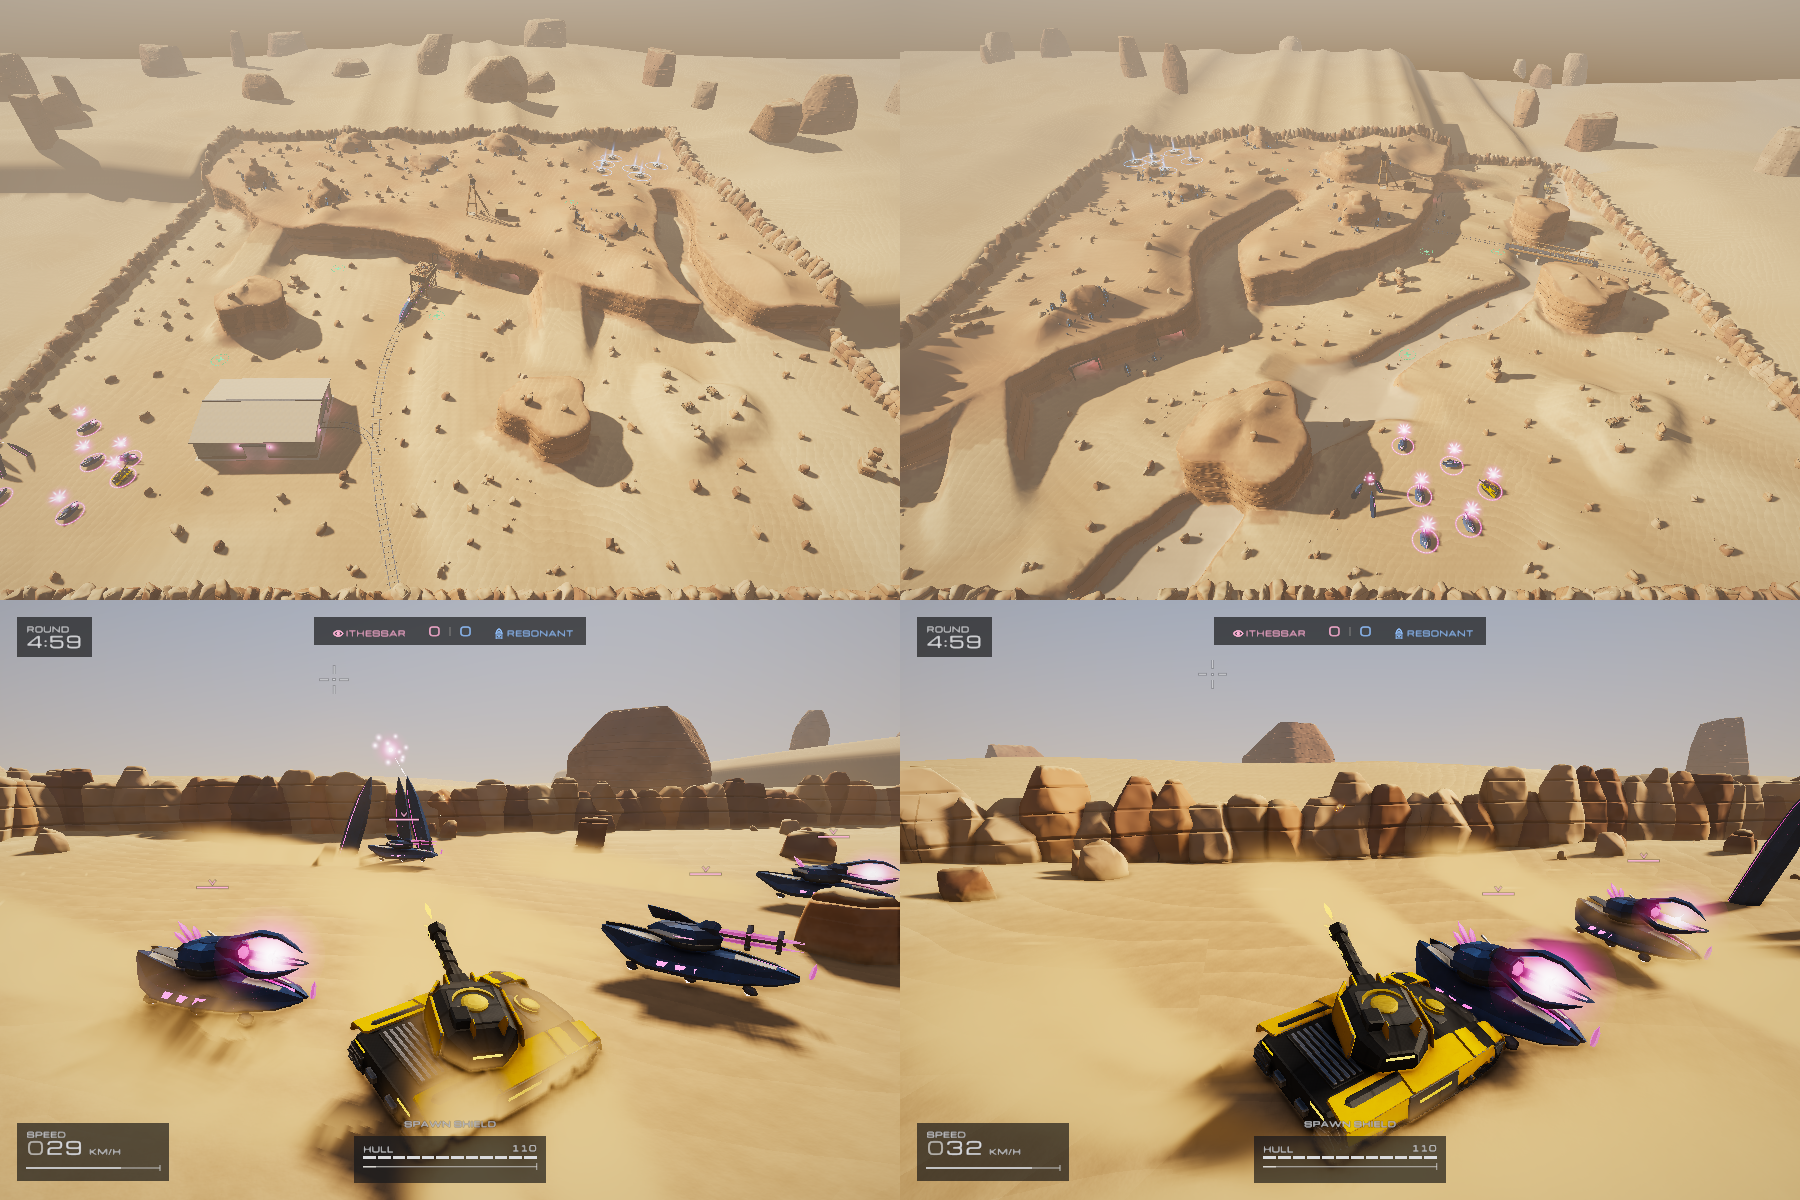 ROUND
4:59
ITHESSAR 0 | 0 RESONANT
SPEED
029 KM/H
SPAWN SHIELD
HULL 110
ROUND
4:59
ITHESSAR 0 | 0 RESONANT
SPEED
032 KM/H
SPAWN SHIELD
HULL 110